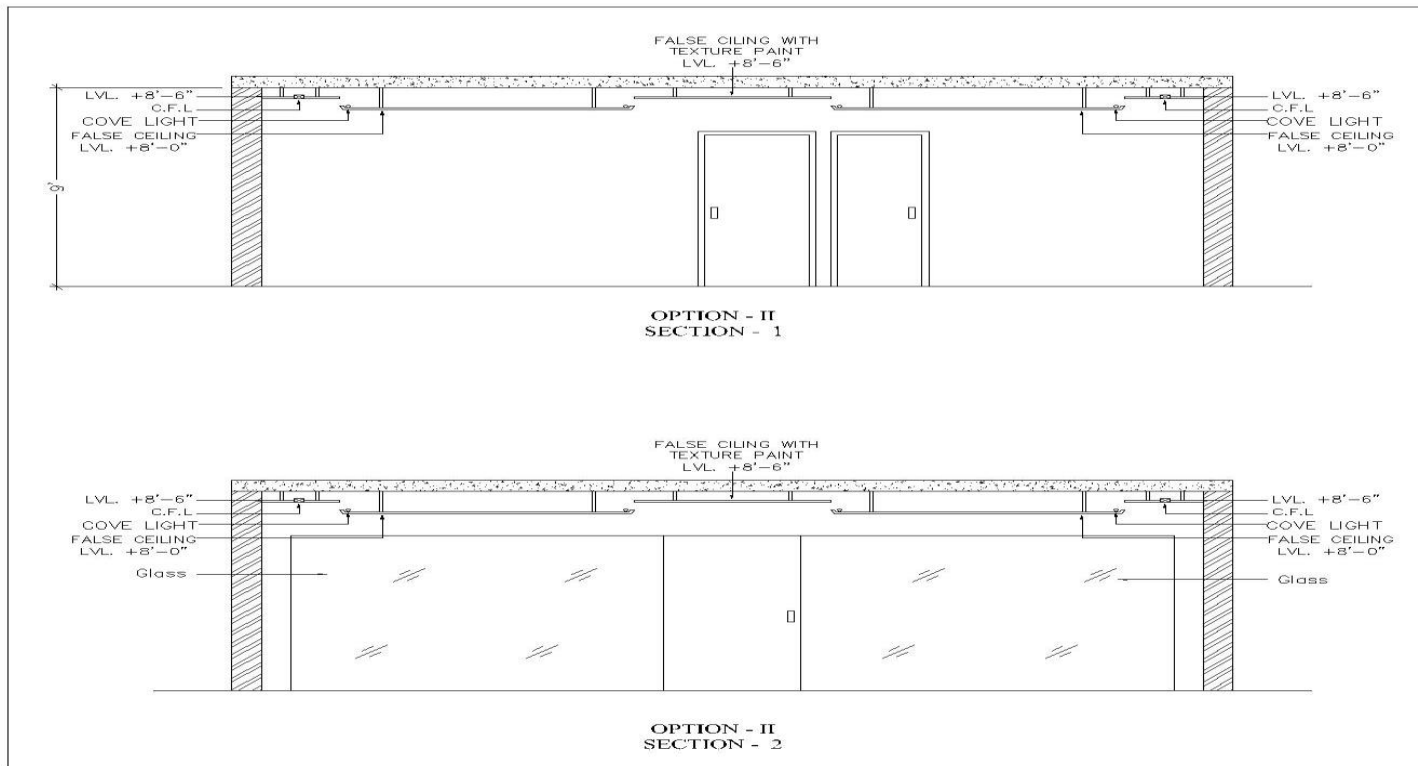 FALSE CILING WITH
TEXTURE PAINT
LVL. +8'-6"
LVL. +8'-6"
C.F.L
COVE LIGHT
FALSE CEILING
LVL. +8'-0"
LVL. +8'-6"
C.F.L
COVE LIGHT
FALSE CEILING
LVL. +8'-0"
9'
OPTION - II
SECTION - 1
FALSE CILING WITH
TEXTURE PAINT
LVL. +8'-6"
LVL. +8'-6"
C.F.L
COVE LIGHT
FALSE CEILING
LVL. +8'-0"
Glass
LVL. +8'-6"
C.F.L
COVE LIGHT
FALSE CEILING
LVL. +8'-0"
Glass
OPTION - II
SECTION - 2